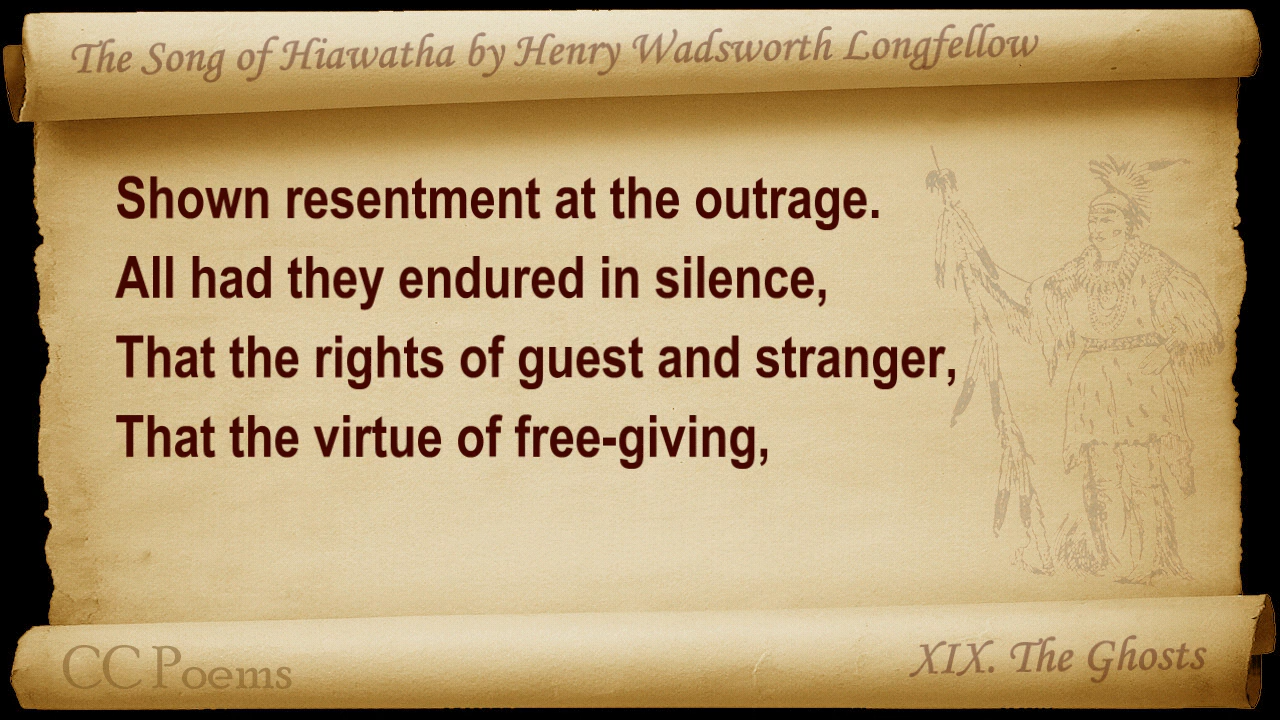 The Song of Hiawatha by Henry Wadsworth Longfellow
Shown resentment at the outrage.
All had they endured in silence,
That the rights of guest and stranger,
That the virtue of free-giving,
CC Poems
XIX. The Ghosts